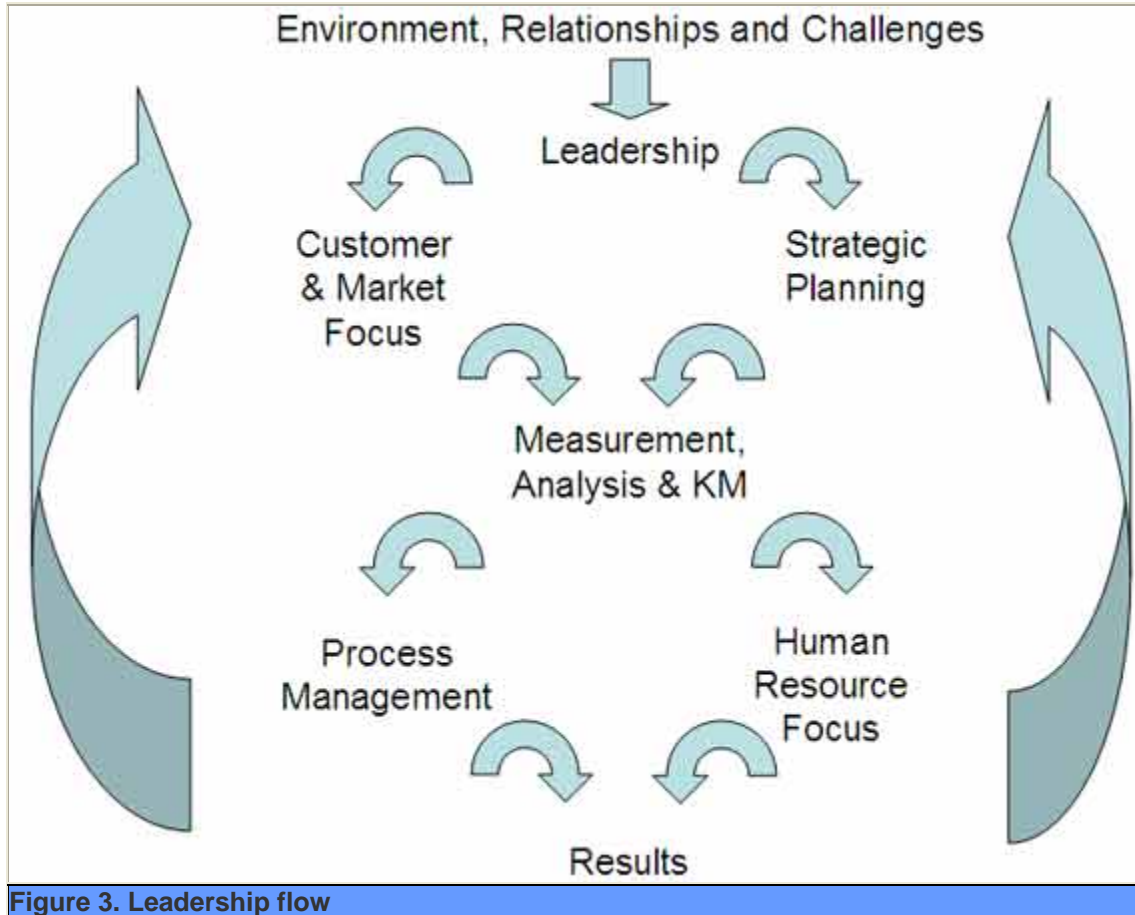 Environment, Relationships and Challenges
Leadership
Customer
& Market
Focus
Strategic
Planning
Measurement,
Analysis & KM
Process
Management
Human
Resource
Focus
Results
Figure 3. Leadership flow